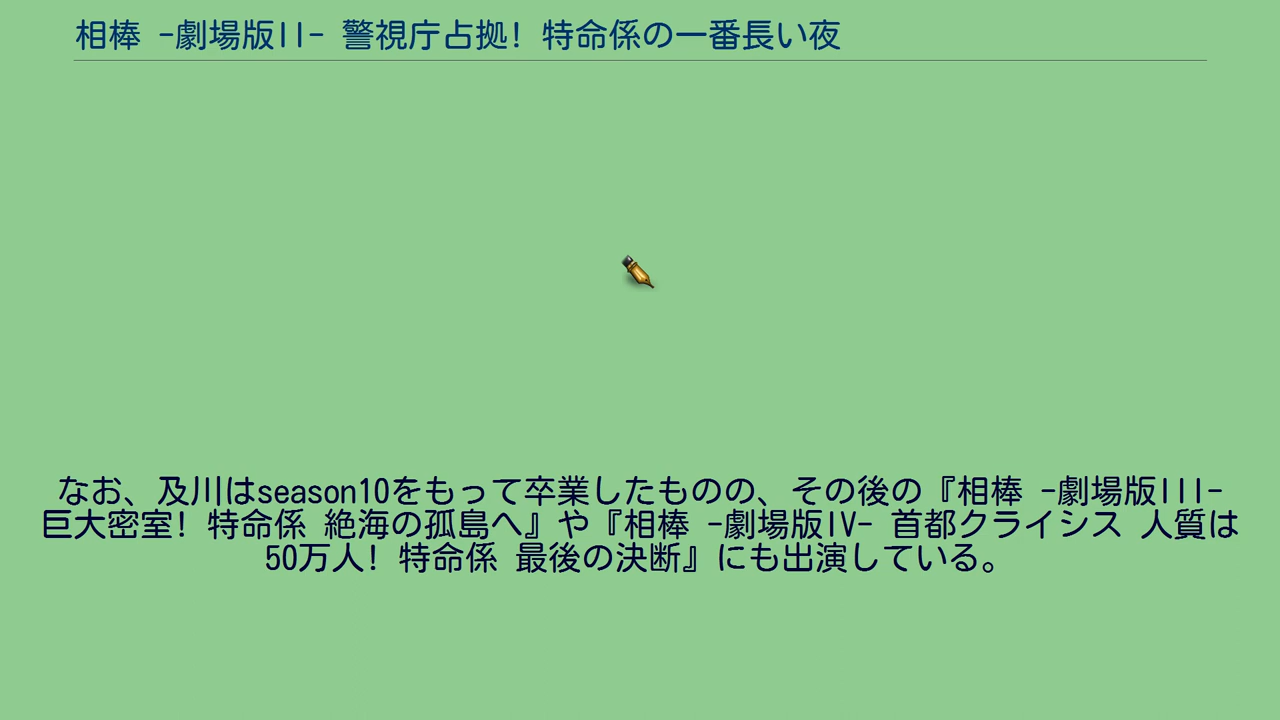 相棒 -劇場版II- 警視庁占拠! 特命係の一番長い夜
なお、及川はseason10をもって卒業したものの、その後の『相棒 -劇場版III-
巨大密室! 特命係 絶海の孤島へ』や『相棒 -劇場版IV- 首都クライシス 人質は
50万人! 特命係 最後の決断』にも出演している。